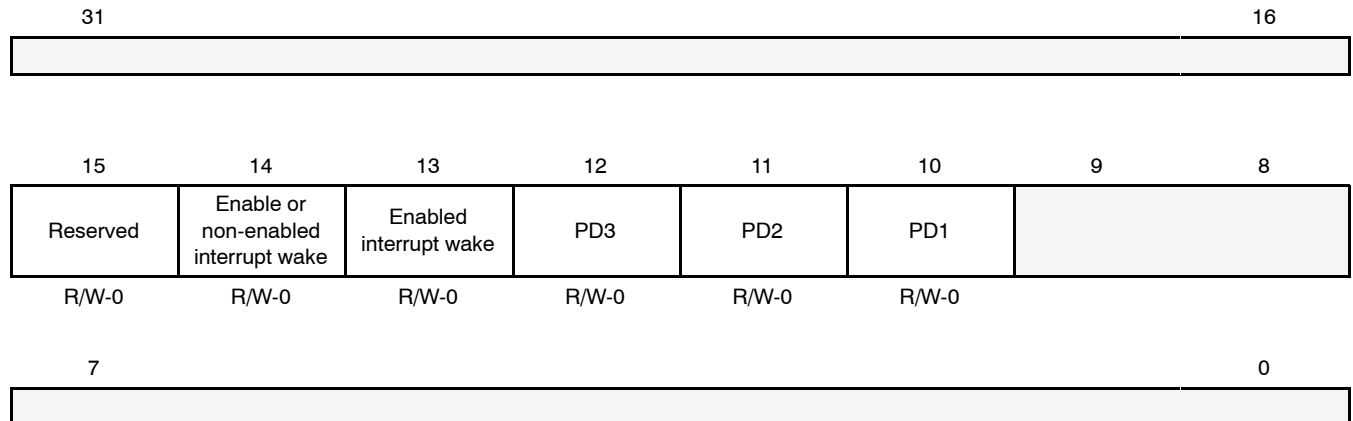 31 16
15 14 13 12 11 10 9 8
Reserved
Enable or
non-enabled
interrupt wake
Enabled
interrupt wake
PD3
PD2
PD1
R/W-0 R/W-0 R/W-0 R/W-0 R/W-0 R/W-0
7 0